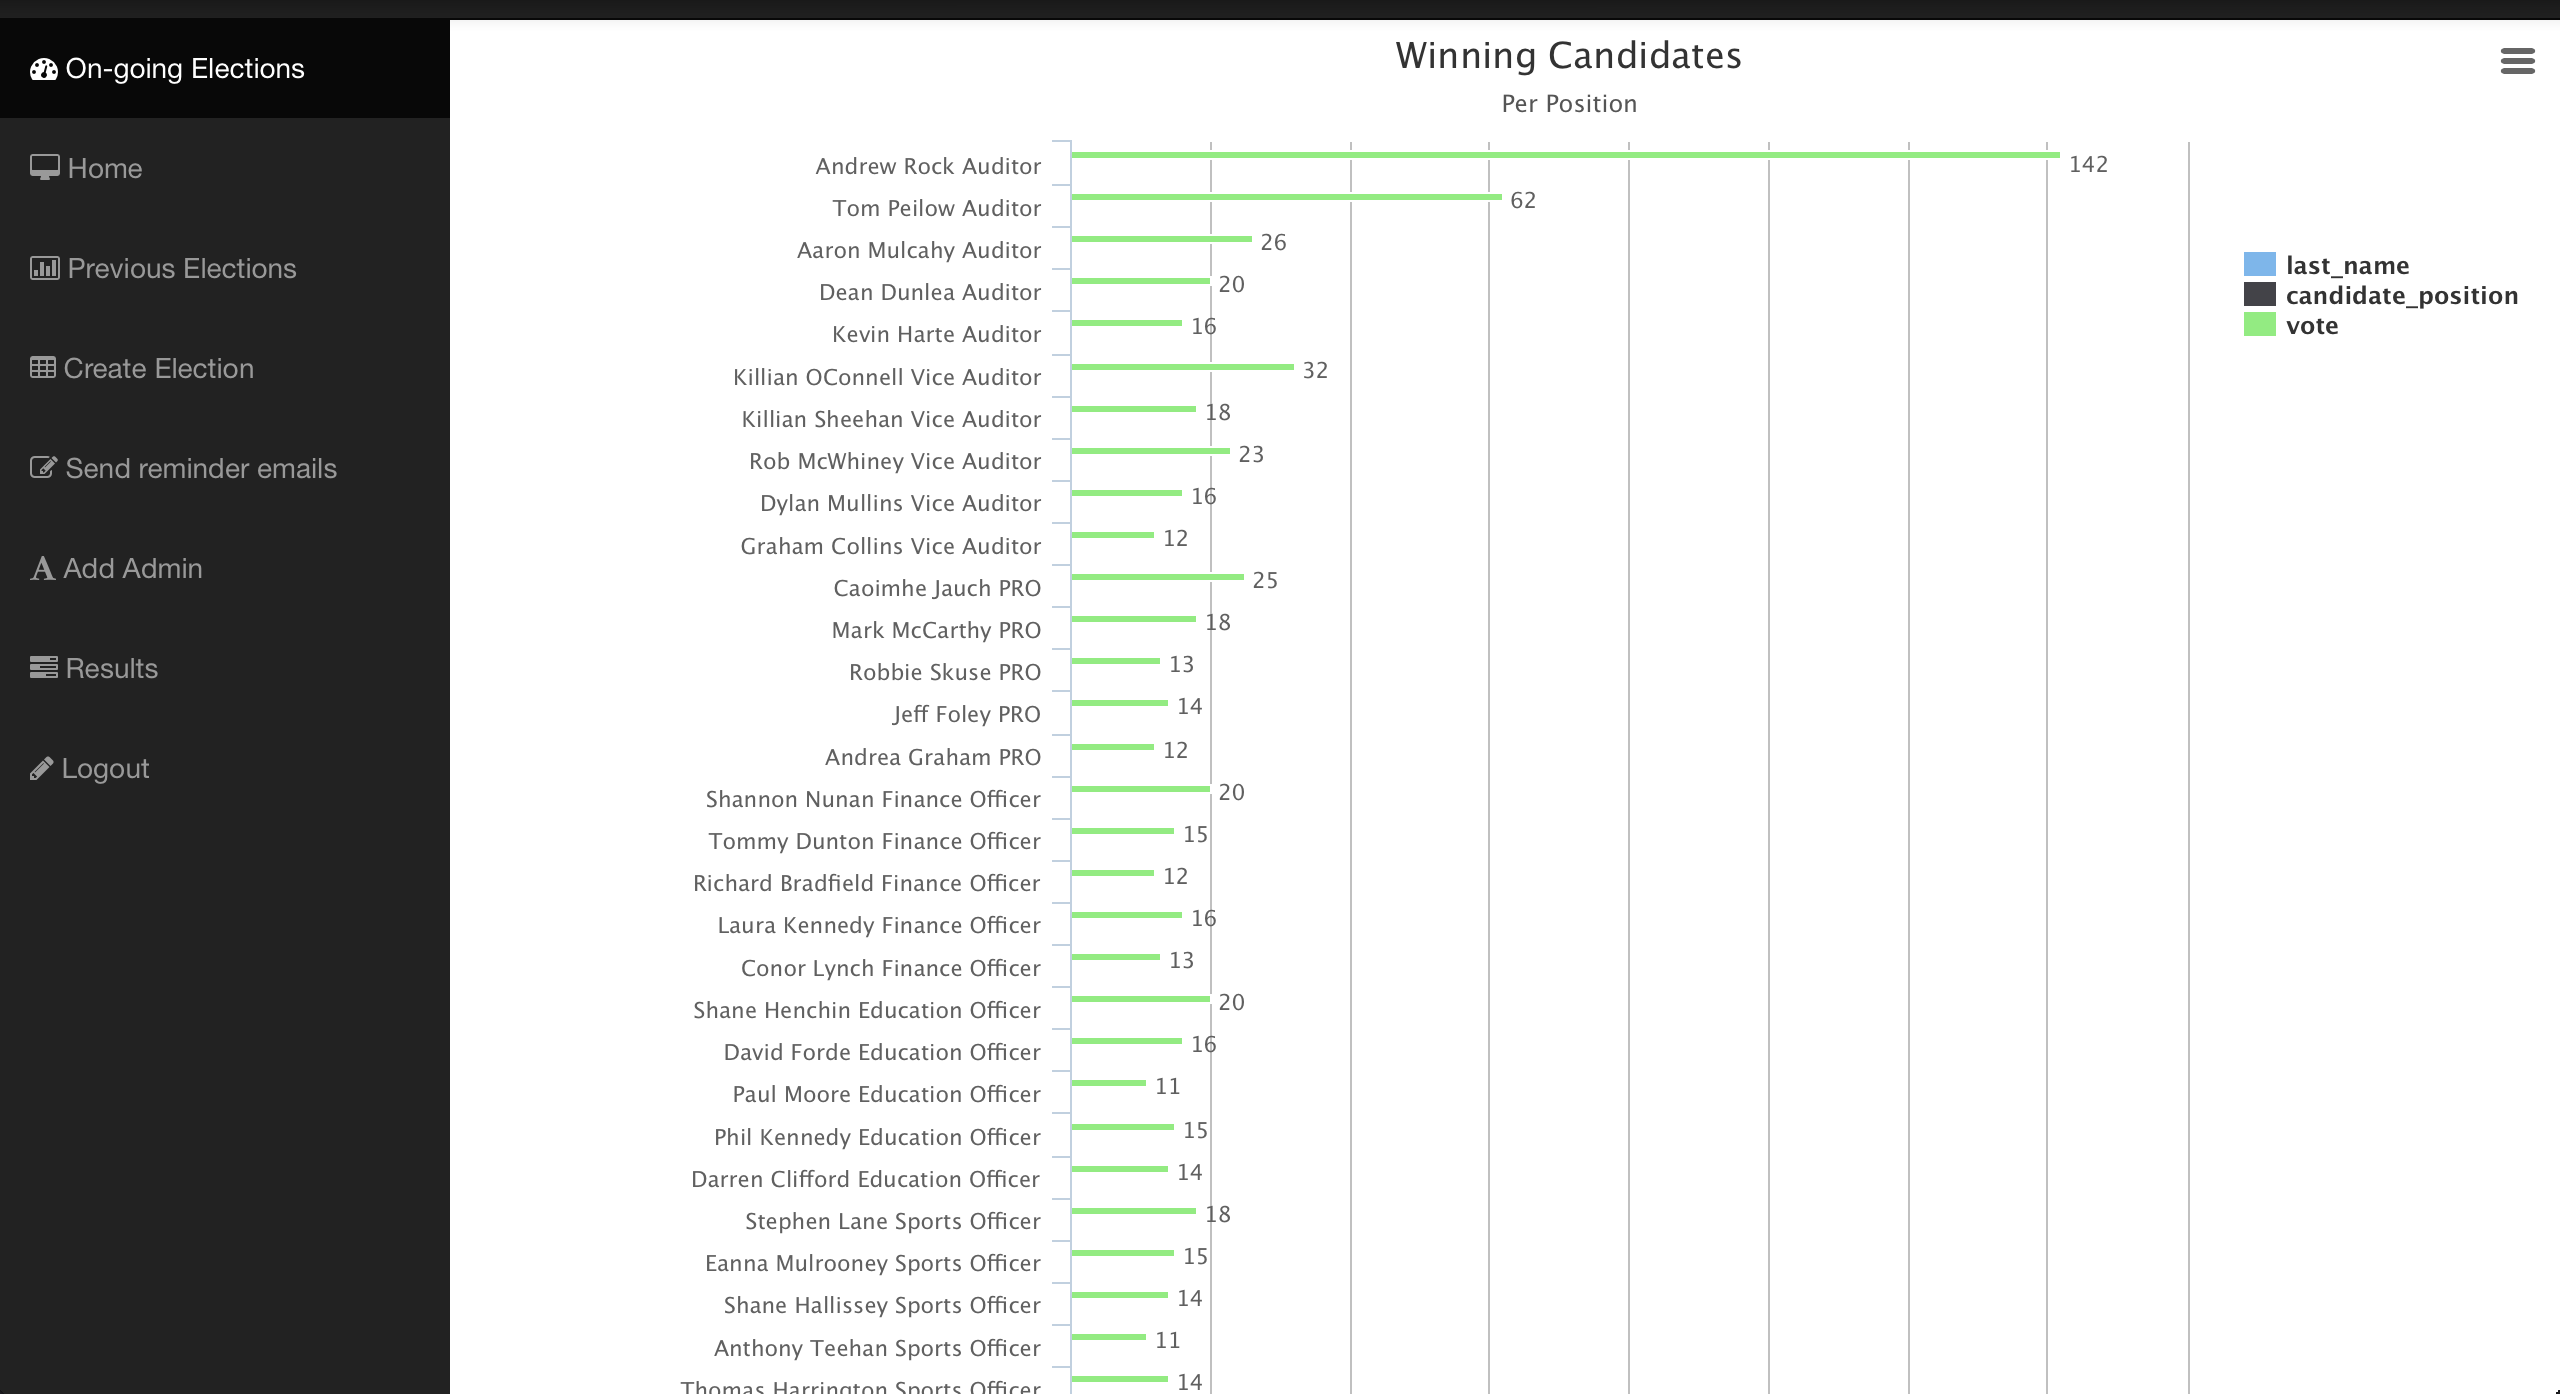 On-going Elections
Home
Previous Elections
Create Election
Send reminder emails
Add Admin
Results
Logout
Winning Candidates
Per Position
Andrew Rock Auditor 142
Tom Peilow Auditor 62
Aaron Mulcahy Auditor 26
Dean Dunlea Auditor 20
Kevin Harte Auditor 16
Killian OConnell Vice Auditor 32
Killian Sheehan Vice Auditor 18
Rob McWhiney Vice Auditor 23
Dylan Mullins Vice Auditor 16
Graham Collins Vice Auditor 12
Caoimhe Jauch PRO 25
Mark McCarthy PRO 18
Robbie Skuse PRO 13
Jeff Foley PRO 14
Andrea Graham PRO 12
Shannon Nunan Finance Officer 20
Tommy Dunton Finance Officer 15
Richard Bradfield Finance Officer 12
Laura Kennedy Finance Officer 16
Conor Lynch Finance Officer 13
Shane Henchin Education Officer 20
David Forde Education Officer 16
Paul Moore Education Officer 11
Phil Kennedy Education Officer 15
Darren Clifford Education Officer 14
Stephen Lane Sports Officer 18
Eanna Mulrooney Sports Officer 15
Shane Hallissey Sports Officer 14
Anthony Teehan Sports Officer 11
Thomas Harrington Sports Officer 14
last_name
candidate_position
vote